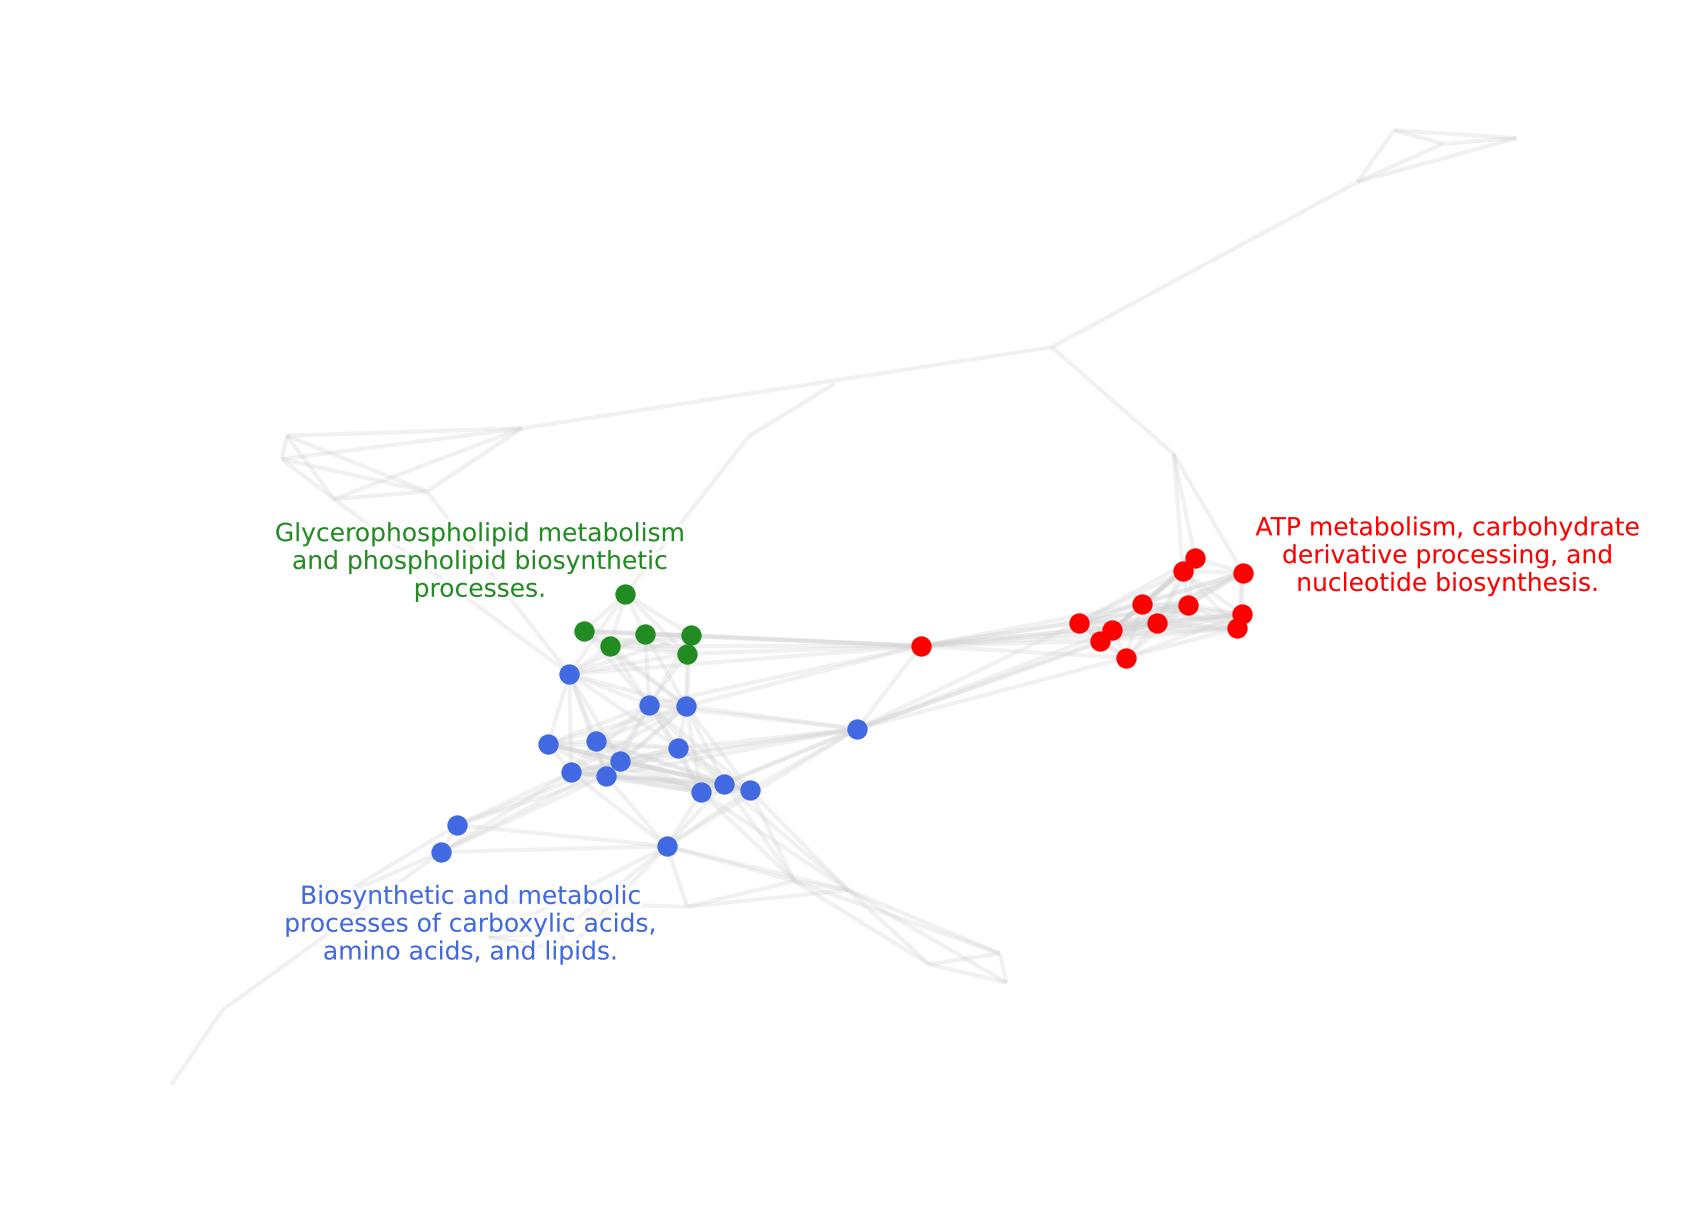 Glycerophospholipid metabolism
and phospholipid biosynthetic
processes.
ATP metabolism, carbohydrate
derivative processing, and
nucleotide biosynthesis.
Biosynthetic and metabolic
processes of carboxylic acids,
amino acids, and lipids.